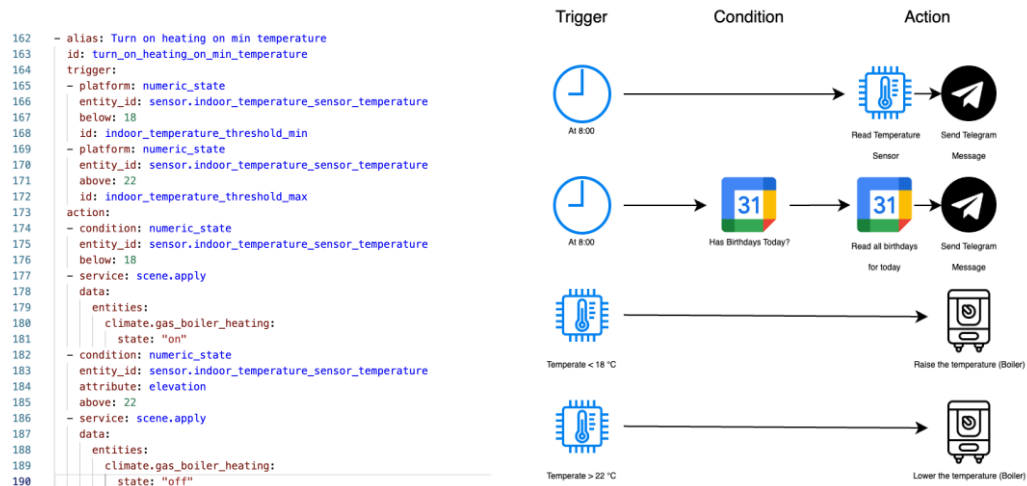 162 - alias: Turn on heating on min temperature
163 id: turn_on_heating_on_min_temperature
164 trigger:
165 - platform: numeric_state
166 entity_id: sensor.indoor_temperature_sensor_temperature
167 below: 18
168 id: indoor_temperature_threshold_min
169 - platform: numeric_state
170 entity_id: sensor.indoor_temperature_sensor_temperature
171 above: 22
172 id: indoor_temperature_threshold_max
173 action:
174 - condition: numeric_state
175 entity_id: sensor.indoor_temperature_sensor_temperature
176 below: 18
177 - service: scene.apply
178 data:
179 entities:
180 climate.gas_boiler_heating:
181 state: "on"
182 - condition: numeric_state
183 entity_id: sensor.indoor_temperature_sensor_temperature
184 attribute: elevation
185 above: 22
186 - service: scene.apply
187 data:
188 entities:
189 climate.gas_boiler_heating:
190 state: "off"
Trigger Condition Action
At 8:00
Read Temperature
Sensor
Send Telegram
Message
31
31
At 8:00
Has Birthdays Today?
Read all birthdays
for today
Send Telegram
Message
Temperate < 18 °C
Raise the temperature (Boiler)
Temperate > 22 °C
Lower the temperature (Boiler)